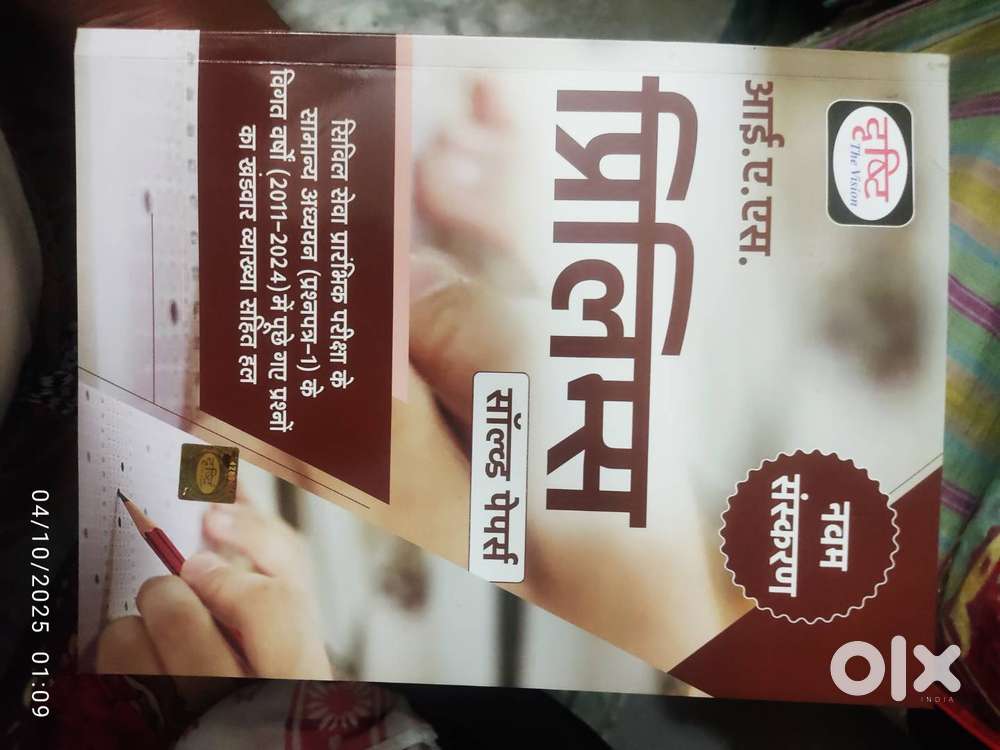 दृष्टि
The Vision
आई.ए.एस.
प्रिलिम्स
सॉल्व्ड पेपर्स
नवम
संस्करण
सिविल सेवा प्रारंभिक परीक्षा के
सामान्य अध्ययन (प्रश्नपत्र-1) के
विगत वर्षों (2011-2024) में पूछे गए प्रश्नों
का खंडवार व्याख्या सहित हल
दृष्टि
04/10/2025 01:09
olx
INDIA